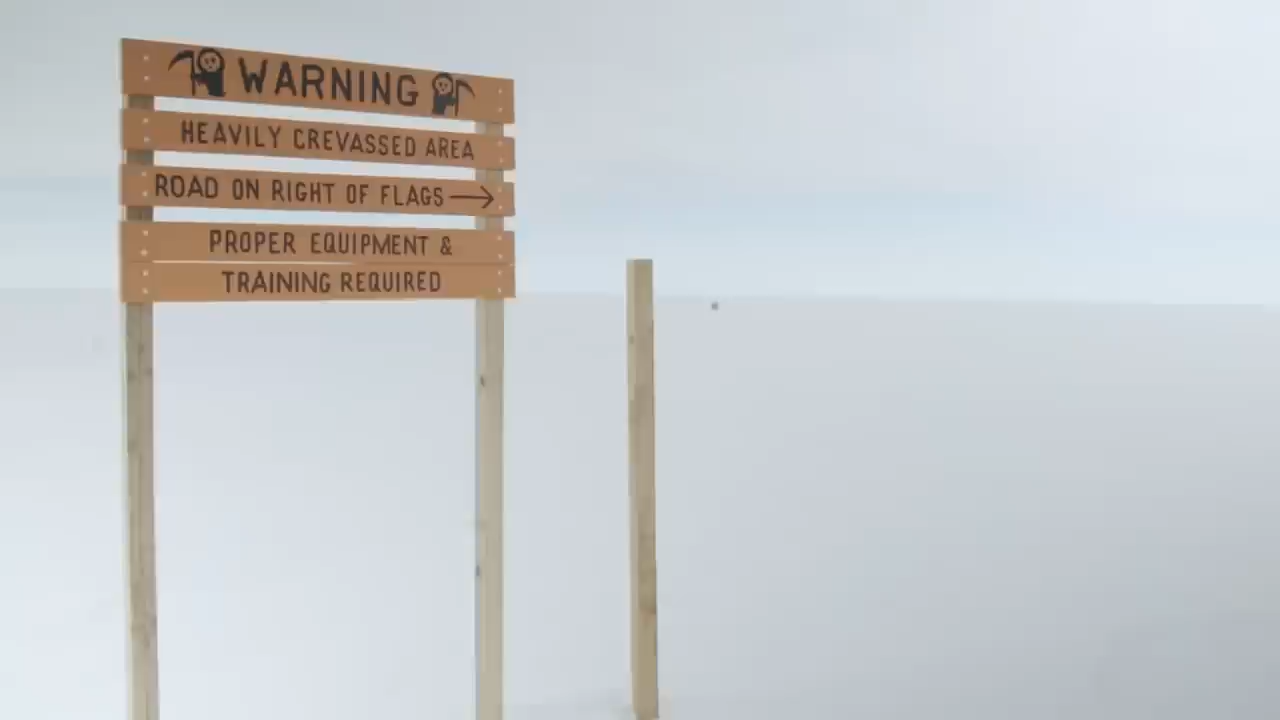 WARNING
HEAVILY CREVASSED AREA
ROAD ON RIGHT OF FLAGS →
PROPER EQUIPMENT &
TRAINING REQUIRED